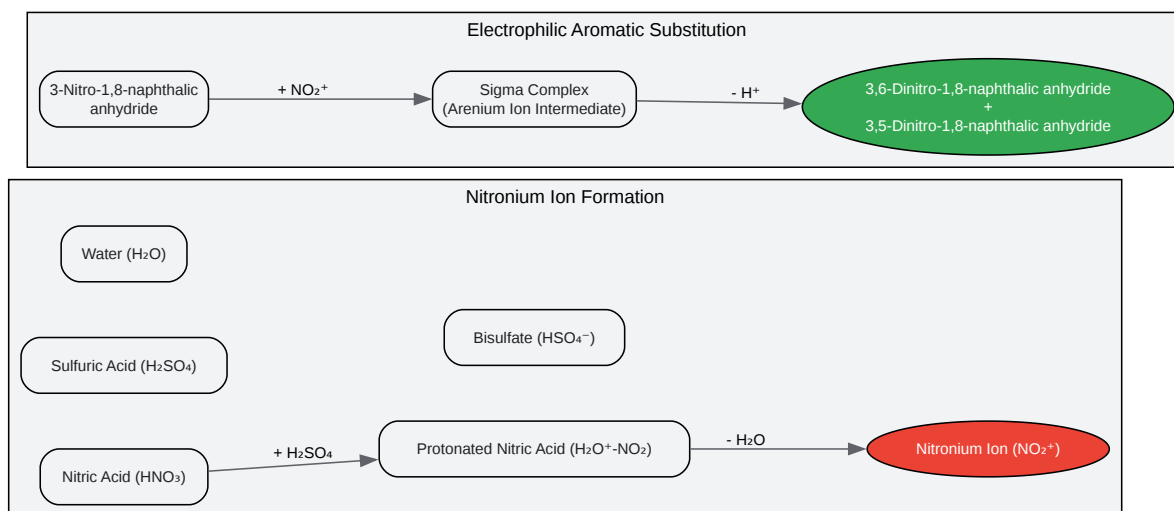 Electrophilic Aromatic Substitution
3-Nitro-1,8-naphthalic
anhydride
+ NO₂⁺
Sigma Complex
(Arenium Ion Intermediate)
- H⁺
3,6-Dinitro-1,8-naphthalic anhydride
+
3,5-Dinitro-1,8-naphthalic anhydride
Nitronium Ion Formation
Water (H₂O)
Bisulfate (HSO₄⁻)
Sulfuric Acid (H₂SO₄)
Nitric Acid (HNO₃)
+ H₂SO₄
Protonated Nitric Acid (H₂O⁺-NO₂)
- H₂O
Nitronium Ion (NO₂⁺)